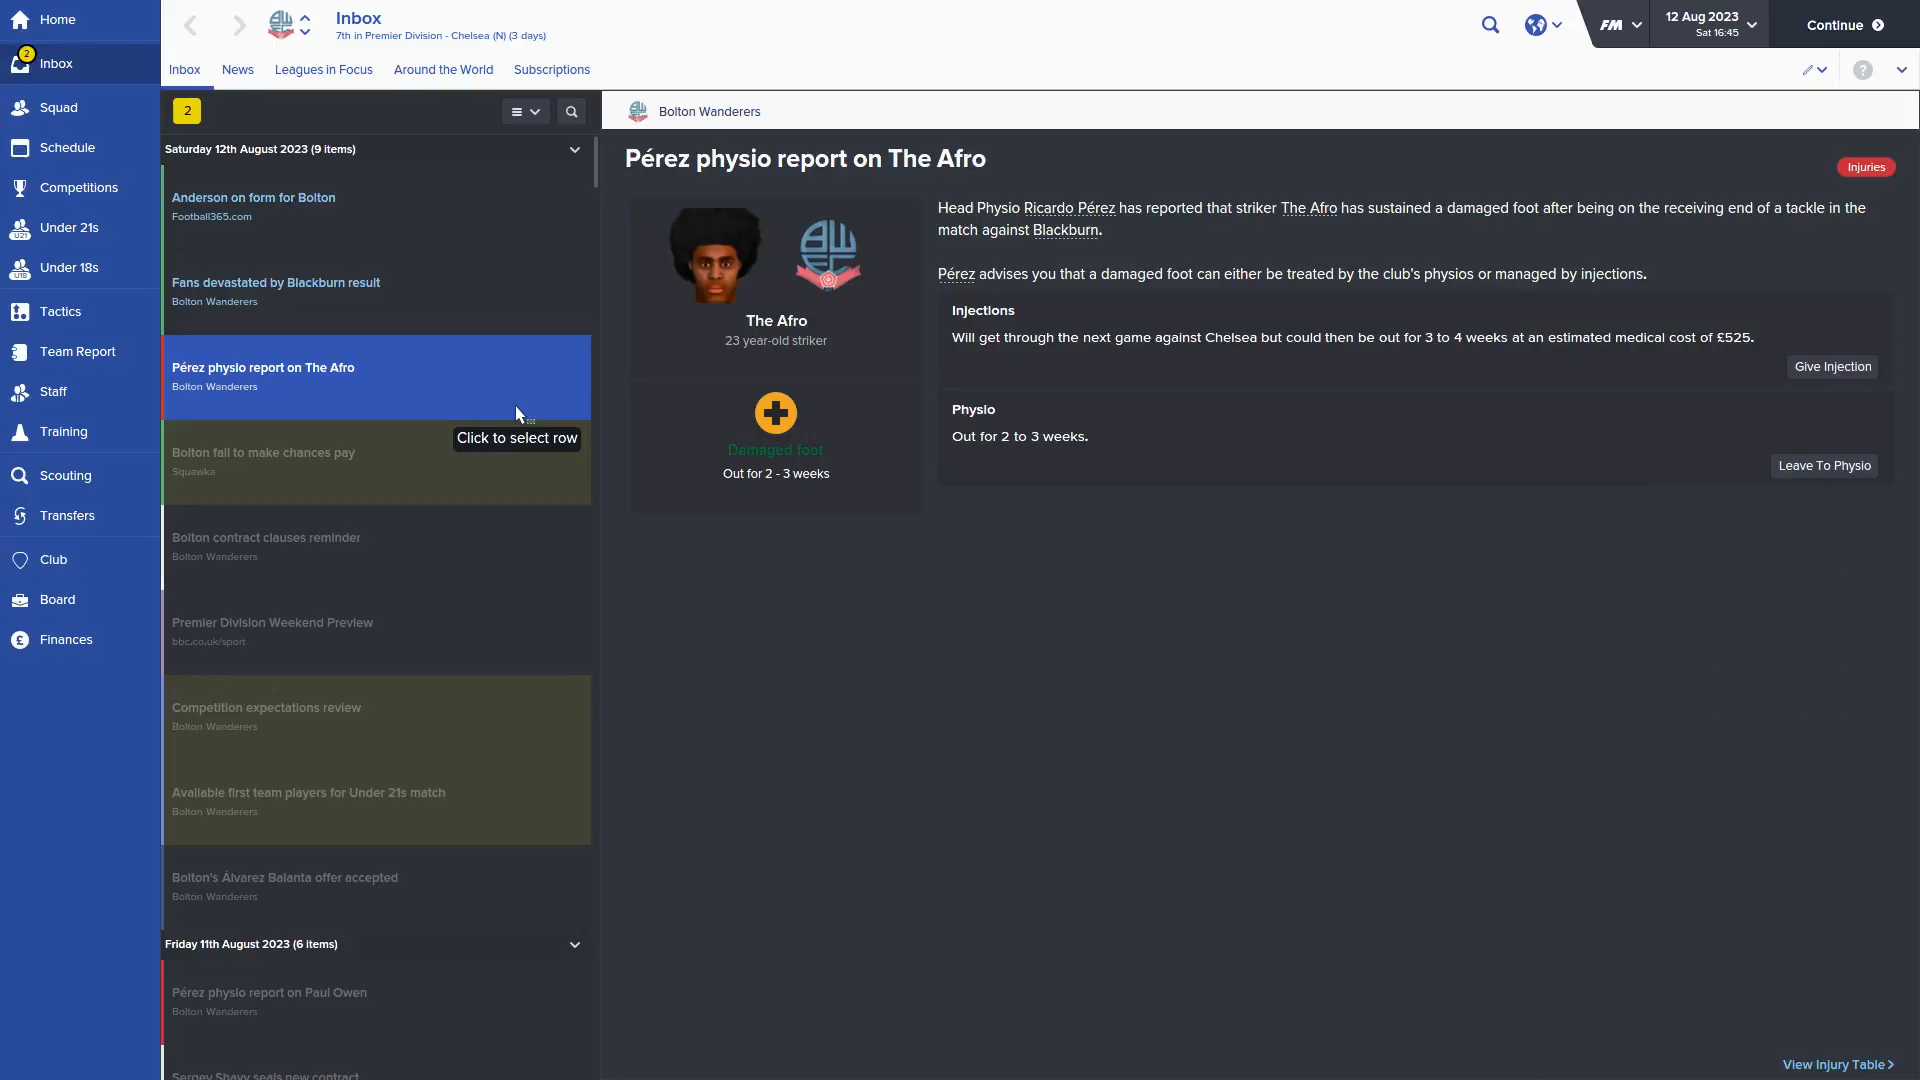 Home
2
Inbox
Squad
Schedule
Competitions
U21
Under 21s
U18
Under 18s
Tactics
Team Report
Staff
Training
Scouting
Transfers
Club
Board
£
Finances
Inbox
7th in Premier Division - Chelsea (N) (3 days)
FM
12 Aug 2023
Sat 16:45
Continue
Inbox
News
Leagues in Focus
Around the World
Subscriptions
?
2
Saturday 12th August 2023 (9 items)
Anderson on form for Bolton
Football365.com
Fans devastated by Blackburn result
Bolton Wanderers
Pérez physio report on The Afro
Bolton Wanderers
Click to select row
Bolton fail to make chances pay
Squawka
Bolton contract clauses reminder
Bolton Wanderers
Premier Division Weekend Preview
bbc.co.uk/sport
Competition expectations review
Bolton Wanderers
Available first team players for Under 21s match
Bolton Wanderers
Bolton's Álvarez Balanta offer accepted
Bolton Wanderers
Friday 11th August 2023 (6 items)
Pérez physio report on Paul Owen
Bolton Wanderers
Sergey Shavy seals new contract
Bolton Wanderers
Pérez physio report on The Afro
Injuries
The Afro
23 year-old striker
Damaged foot
Out for 2 - 3 weeks
Head Physio Ricardo Pérez has reported that striker The Afro has sustained a damaged foot after being on the receiving end of a tackle in the
match against Blackburn.
Pérez advises you that a damaged foot can either be treated by the club's physios or managed by injections.
Injections
Will get through the next game against Chelsea but could then be out for 3 to 4 weeks at an estimated medical cost of £525.
Give Injection
Physio
Out for 2 to 3 weeks.
Leave To Physio
View Injury Table >